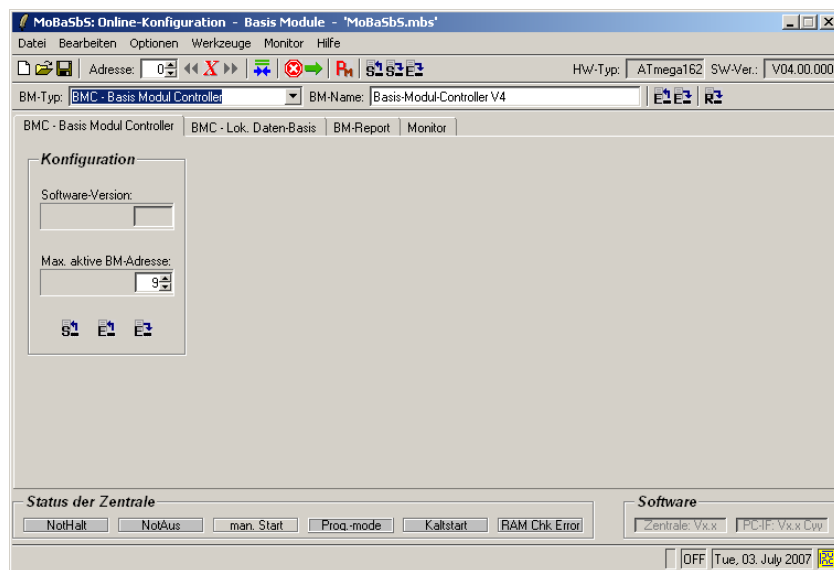 MoBaSbS: Online-Konfiguration - Basis Module - 'MoBaSbS.mbs'
Datei Bearbeiten Optionen Werkzeuge Monitor Hilfe
Adresse: 0 X RM S S E HW-Typ: ATmega162 SW-Ver.: V04.00.000
BM-Typ: BMC - Basis Modul Controller BM-Name: Basis-Modul-Controller V4 E E R
BMC - Basis Modul Controller BMC - Lok. Daten-Basis BM-Report Monitor
Konfiguration
Software-Version:
Max. aktive BM-Adresse:
9
S E E
Status der Zentrale Software
NotHalt NotAus man. Start Prog.-mode Kaltstart RAM Chk Error Zentrale: Vx.x PC-IF: Vx.x Cyy
OFF Tue, 03. July 2007